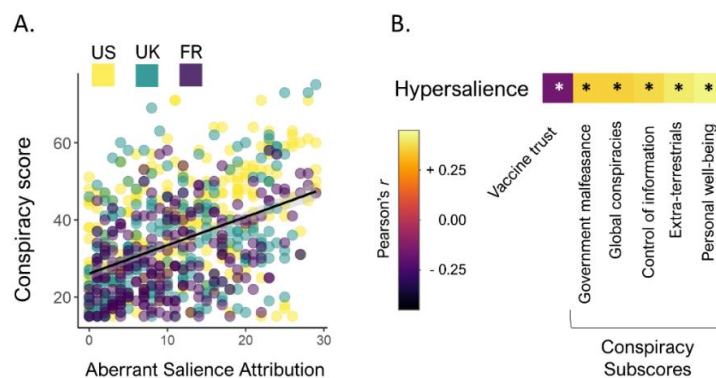 A.
US UK FR
Conspiracy score
60
40
20
0 10 20 30
Aberrant Salience Attribution
B.
Hypersalience
* * * * * *
Pearson's r
+ 0.25
0.00
- 0.25
Vaccine trust
Government malfeasance
Global conspiracies
Control of information
Extra-terrestrials
Personal well-being
Conspiracy
Subscores